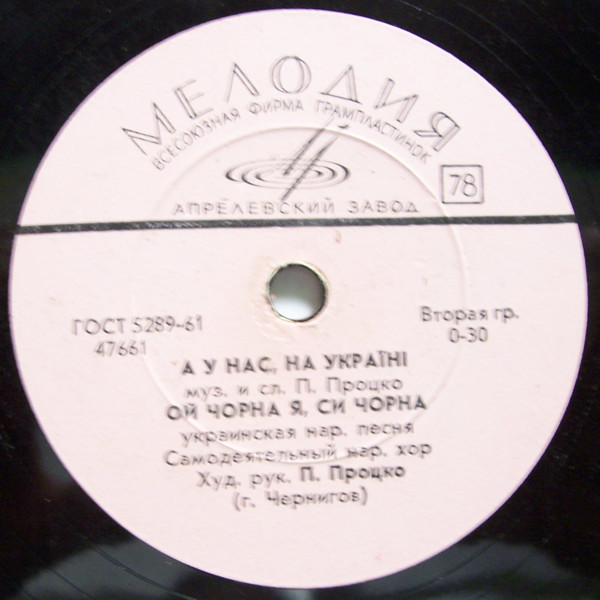 МЕЛОДИЯ
ВСЕСОЮЗНАЯ ФИРМА ГРАМПЛАСТИНОК
78
АПРЕЛЕВСКИЙ ЗАВОД
ГОСТ 5289-61
47661
Вторая гр.
0-30
А У НАС, НА УКРАЇНІ
муз. и сл. П. Процко
ОЙ ЧОРНА Я, СИ ЧОРНА
украинская нар. песня
Самодеятельный нар. хор
Худ. рук. П. Процко
(г. Чернигов)